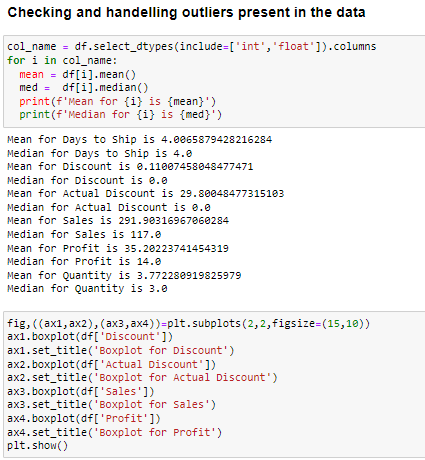 Checking and handelling outliers present in the data
col_name = df.select_dtypes(include=['int','float']).columns
for i in col_name:
  mean = df[i].mean()
  med =  df[i].median()
  print(f'Mean for {i} is {mean}')
  print(f'Median for {i} is {med}')
Mean for Days to Ship is 4.0065879428216284
Median for Days to Ship is 4.0
Mean for Discount is 0.11007458048477471
Median for Discount is 0.0
Mean for Actual Discount is 29.80048477315103
Median for Actual Discount is 0.0
Mean for Sales is 291.90316967060284
Median for Sales is 117.0
Mean for Profit is 35.20223741454319
Median for Profit is 14.0
Mean for Quantity is 3.772280919825979
Median for Quantity is 3.0
fig,((ax1,ax2),(ax3,ax4))=plt.subplots(2,2,figsize=(15,10))
ax1.boxplot(df['Discount'])
ax1.set_title('Boxplot for Discount')
ax2.boxplot(df['Actual Discount'])
ax2.set_title('Boxplot for Actual Discount')
ax3.boxplot(df['Sales'])
ax3.set_title('Boxplot for Sales')
ax4.boxplot(df['Profit'])
ax4.set_title('Boxplot for Profit')
plt.show()